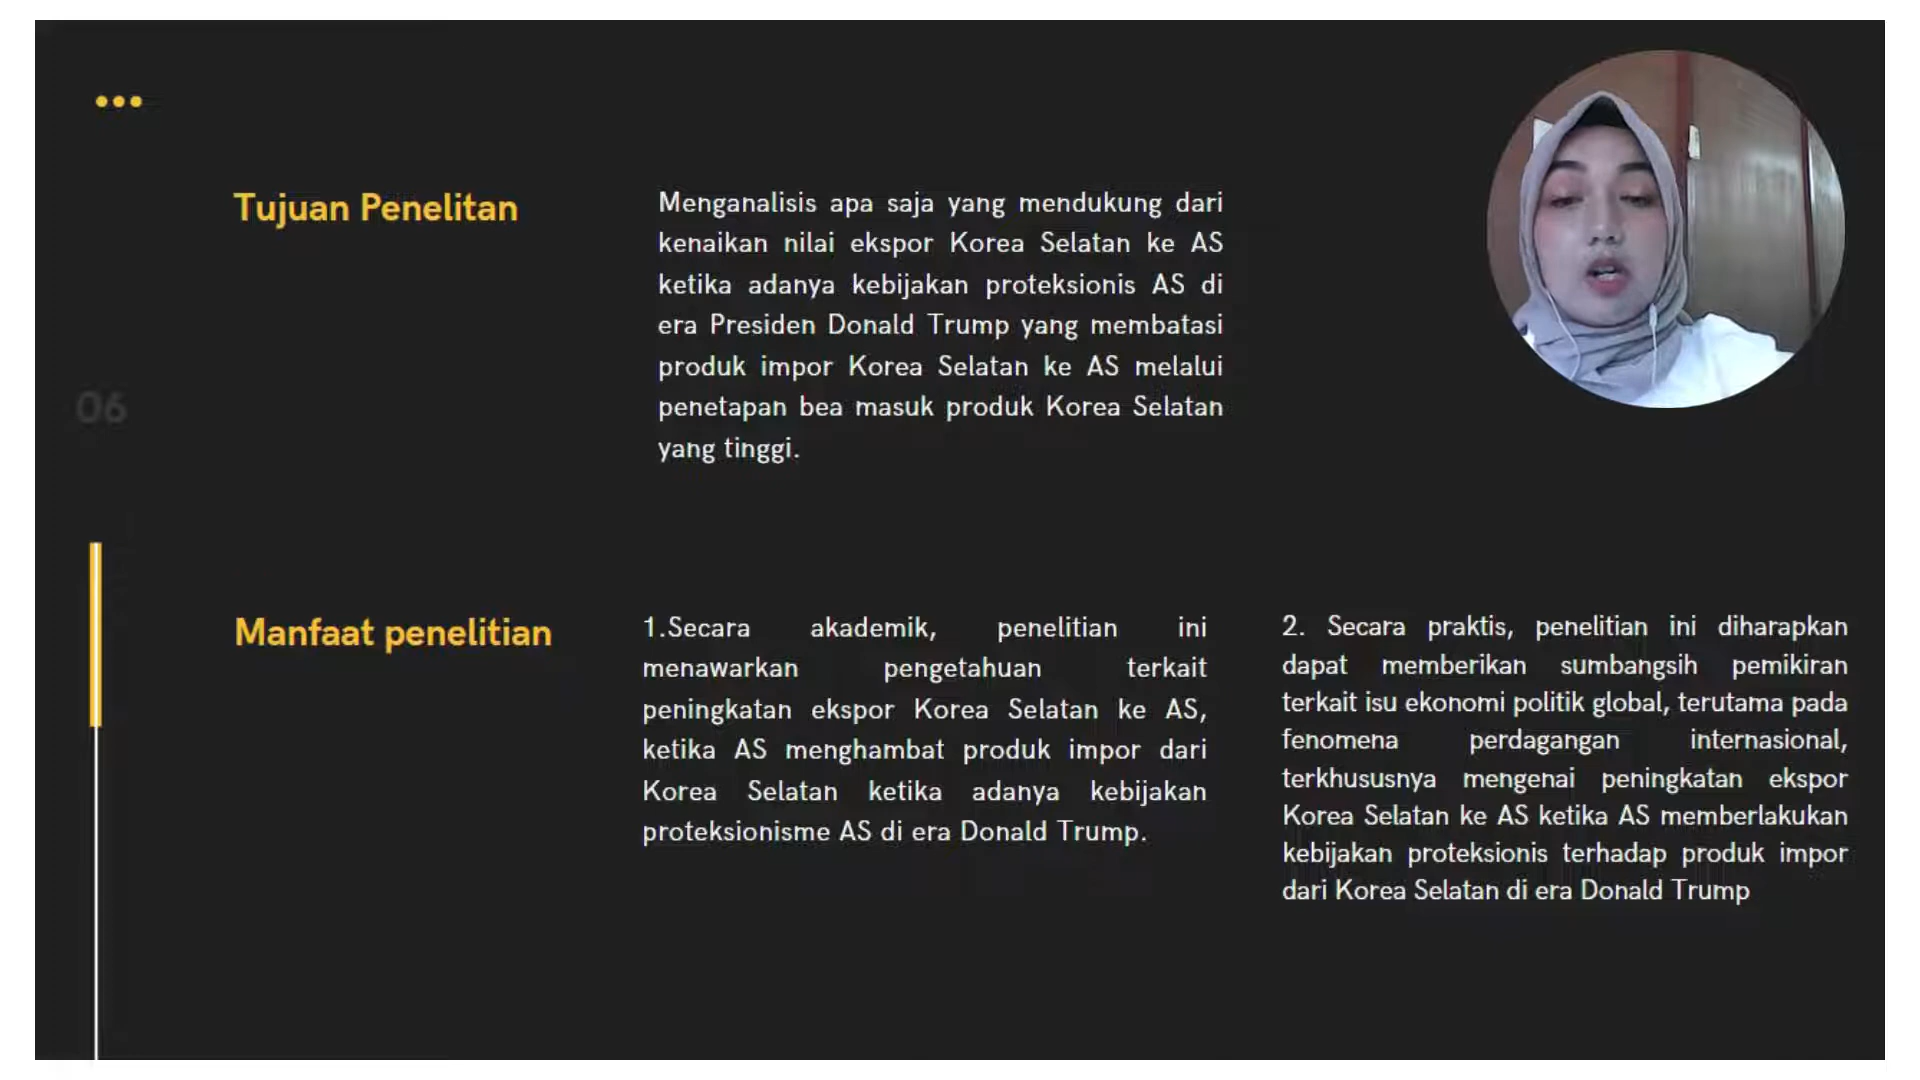 Tujuan Penelitan
Menganalisis apa saja yang mendukung dari
kenaikan nilai ekspor Korea Selatan ke AS
ketika adanya kebijakan proteksionis AS di
era Presiden Donald Trump yang membatasi
produk impor Korea Selatan ke AS melalui
penetapan bea masuk produk Korea Selatan
yang tinggi.
06
Manfaat penelitian
1.Secara akademik, penelitian ini
menawarkan pengetahuan terkait
peningkatan ekspor Korea Selatan ke AS,
ketika AS menghambat produk impor dari
Korea Selatan ketika adanya kebijakan
proteksionisme AS di era Donald Trump.
2. Secara praktis, penelitian ini diharapkan
dapat memberikan sumbangsih pemikiran
terkait isu ekonomi politik global, terutama pada
fenomena perdagangan internasional,
terkhususnya mengenai peningkatan ekspor
Korea Selatan ke AS ketika AS memberlakukan
kebijakan proteksionis terhadap produk impor
dari Korea Selatan di era Donald Trump